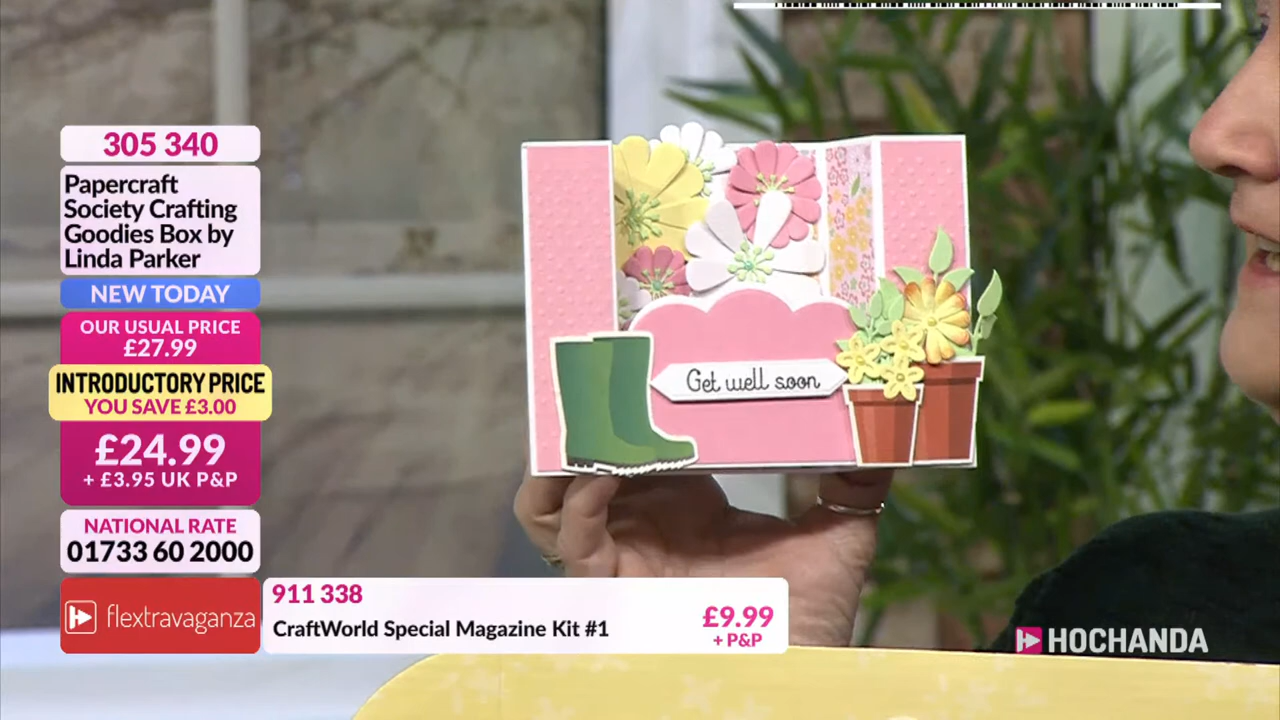 305 340
Papercraft
Society Crafting
Goodies Box by
Linda Parker
NEW TODAY
OUR USUAL PRICE
£27.99
INTRODUCTORY PRICE
YOU SAVE £3.00
£24.99
+ £3.95 UK P&P
NATIONAL RATE
01733 60 2000
flextravaganza
911 338
CraftWorld Special Magazine Kit #1
£9.99
+ P&P
Get well soon
HOCHANDA